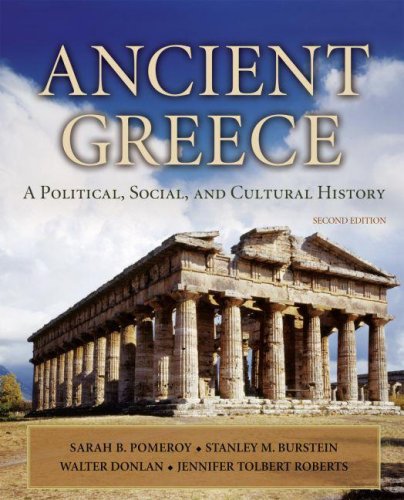 ANCIENT
GREECE
A POLITICAL, SOCIAL, AND CULTURAL HISTORY
SECOND EDITION
SARAH B. POMEROY ◆ STANLEY M. BURSTEIN
WALTER DONLAN ◆ JENNIFER TOLBERT ROBERTS